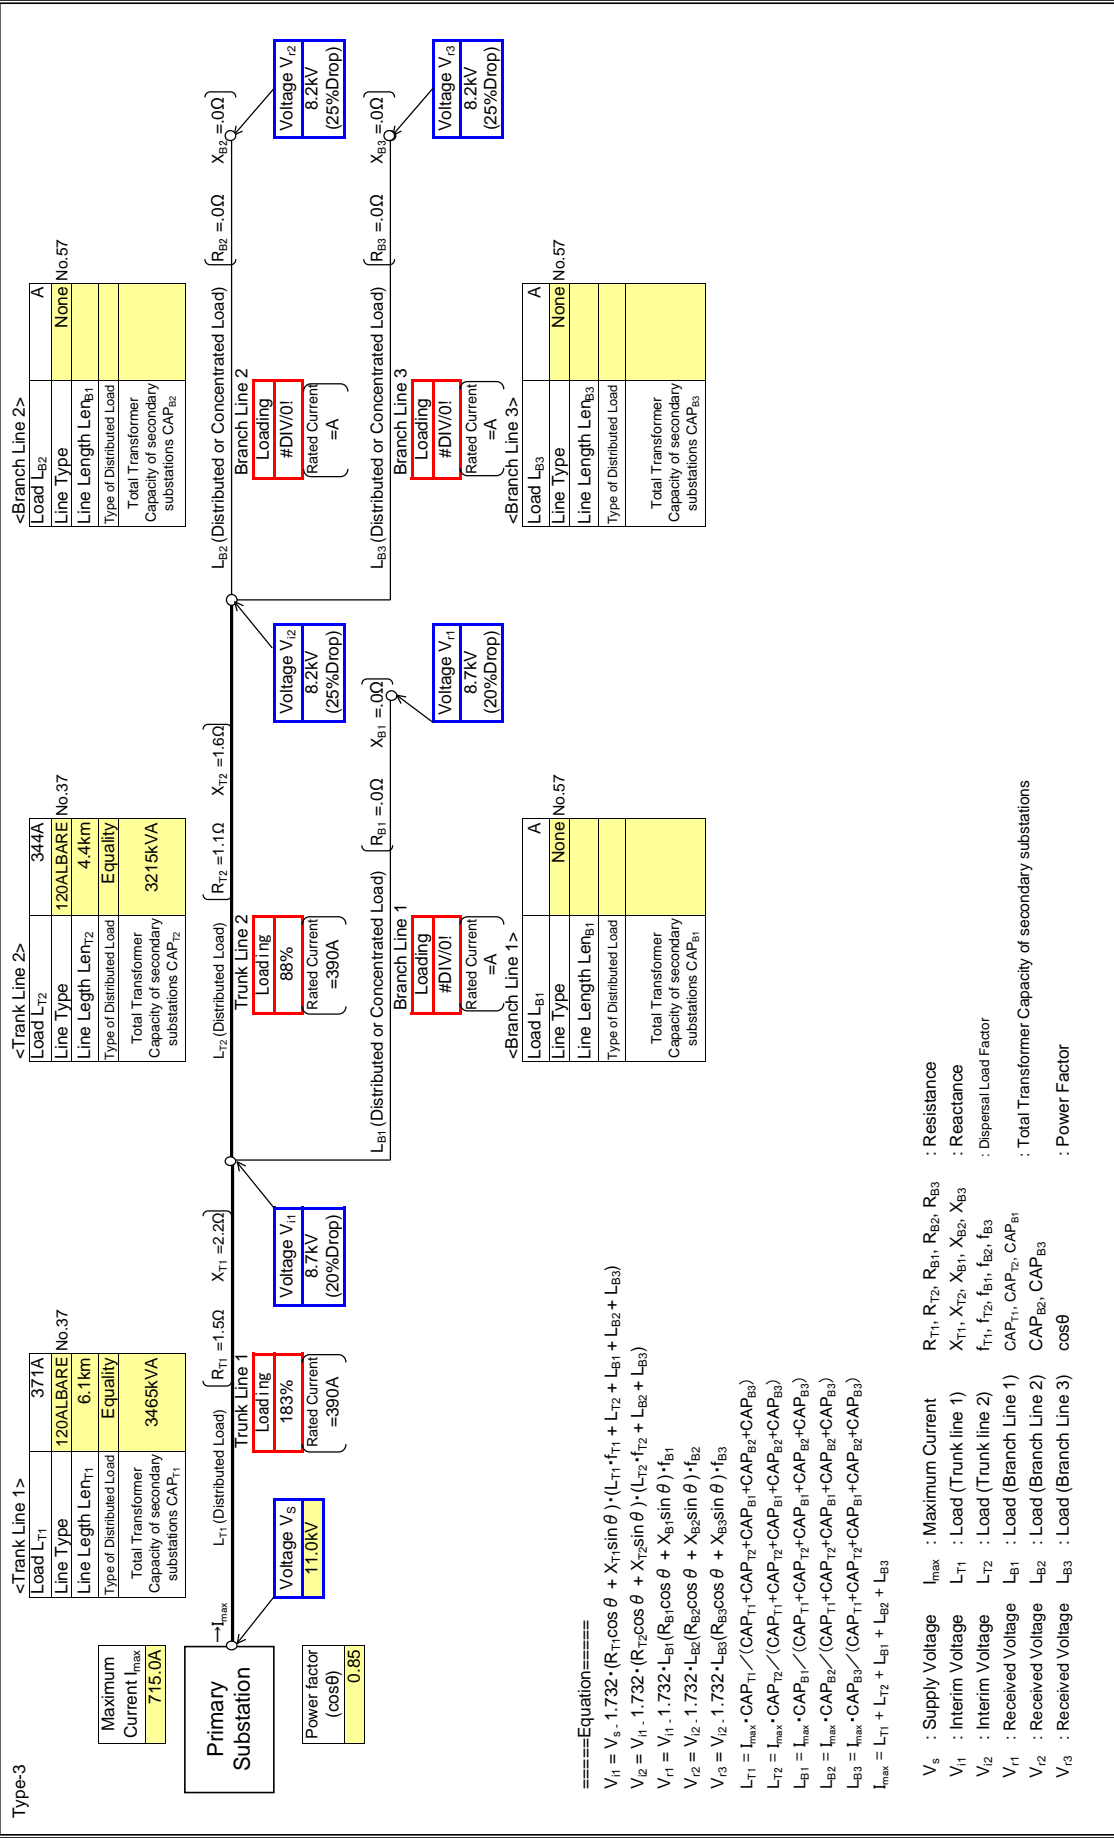 Type-3
Maximum
Current Imax
715.0A
Primary
Substation
Power factor
(cosθ)
0.85
→Imax
Voltage VS
11.0kV
<Trank Line 1>
Load LT1 371A
Line Type 120ALBARE No.37
Line Legth LenT1 6.1km
Type of Distributed Load Equality
Total Transformer
Capacity of secondary
substations CAPT1
3465kVA
LT1 (Distributed Load)
RT1 =1.5Ω XT1 =2.2Ω
Trunk Line 1
Loading
183%
Rated Current
=390A
Voltage Vi1
8.7kV
(20%Drop)
<Trank Line 2>
Load LT2 344A
Line Type 120ALBARE No.37
Line Legth LenT2 4.4km
Type of Distributed Load Equality
Total Transformer
Capacity of secondary
substations CAPT2
3215kVA
LT2 (Distributed Load)
RT2 =1.1Ω XT2 =1.6Ω
Trunk Line 2
Loading
88%
Rated Current
=390A
Voltage Vi2
8.2kV
(25%Drop)
LB1 (Distributed or Concentrated Load)
RB1 =.0Ω XB1 =.0Ω
Branch Line 1
Loading
#DIV/0!
Rated Current
=A
Voltage Vr1
8.7kV
(20%Drop)
<Branch Line 1>
Load LB1 A
Line Type None No.57
Line Length LenB1
Type of Distributed Load
Total Transformer
Capacity of secondary
substations CAPB1
<Branch Line 2>
Load LB2 A
Line Type None No.57
Line Length LenB1
Type of Distributed Load
Total Transformer
Capacity of secondary
substations CAPB2
LB2 (Distributed or Concentrated Load)
RB2 =.0Ω XB2 =.0Ω
Branch Line 2
Loading
#DIV/0!
Rated Current
=A
Voltage Vr2
8.2kV
(25%Drop)
LB3 (Distributed or Concentrated Load)
RB3 =.0Ω XB3 =.0Ω
Branch Line 3
Loading
#DIV/0!
Rated Current
=A
Voltage Vr3
8.2kV
(25%Drop)
<Branch Line 3>
Load LB3 A
Line Type None No.57
Line Length LenB3
Type of Distributed Load
Total Transformer
Capacity of secondary
substations CAPB3
=====Equation=====
Vi1 = Vs - 1.732・(RT1cos θ + XT1sin θ)・(LT1・fT1 + LT2 + LB1 + LB2 + LB3)
Vi2 = Vi1 - 1.732・(RT2cos θ + XT2sin θ)・(LT2・fT2 + LB2 + LB3)
Vr1 = Vi1 - 1.732・LB1(RB1cos θ + XB1sin θ)・fB1
Vr2 = Vi2 - 1.732・LB2(RB2cos θ + XB2sin θ)・fB2
Vr3 = Vi2 - 1.732・LB3(RB3cos θ + XB3sin θ)・fB3
LT1 = Imax・CAPT1／(CAPT1+CAPT2+CAPB1+CAPB2+CAPB3)
LT2 = Imax・CAPT2／(CAPT1+CAPT2+CAPB1+CAPB2+CAPB3)
LB1 = Imax・CAPB1／(CAPT1+CAPT2+CAPB1+CAPB2+CAPB3)
LB2 = Imax・CAPB2／(CAPT1+CAPT2+CAPB1+CAPB2+CAPB3)
LB3 = Imax・CAPB3／(CAPT1+CAPT2+CAPB1+CAPB2+CAPB3)
Imax = LT1 + LT2 + LB1 + LB2 + LB3
Vs : Supply Voltage Imax : Maximum Current RT1, RT2, RB1, RB2, RB3 : Resistance
Vi1 : Interim Voltage LT1 : Load (Trunk line 1) XT1, XT2, XB1, XB2, XB3 : Reactance
Vi2 : Interim Voltage LT2 : Load (Trunk line 2) fT1, fT2, fB1, fB2, fB3 : Dispersal Load Factor
Vr1 : Received Voltage LB1 : Load (Branch Line 1) CAPT1, CAPT2, CAPB1
Vr2 : Received Voltage LB2 : Load (Branch Line 2) CAPB2, CAPB3 : Total Transformer Capacity of secondary substations
Vr3 : Received Voltage LB3 : Load (Branch Line 3) cosθ : Power Factor